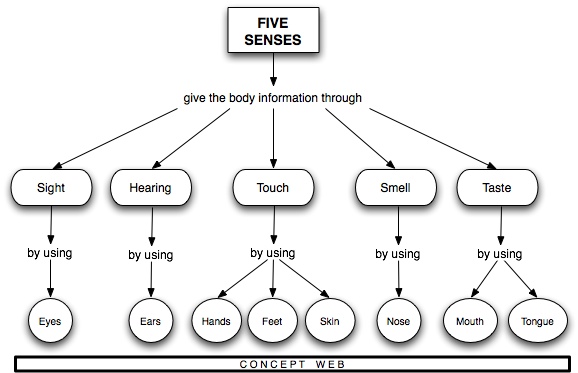 FIVE
SENSES
give the body information through
Sight
Hearing
Touch
Smell
Taste
by using
by using
by using
by using
by using
Eyes
Ears
Hands
Feet
Skin
Nose
Mouth
Tongue
CONCEPT WEB